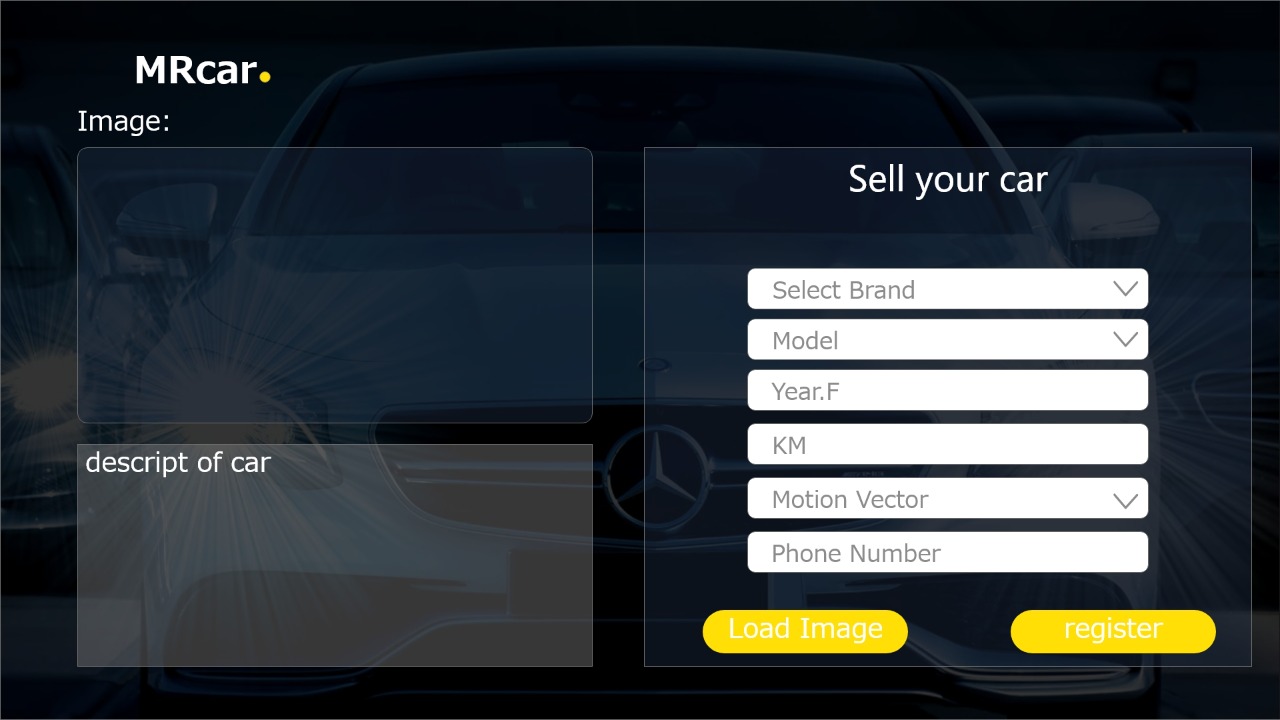 MRcar.
Image:
descript of car
Sell your car
Select Brand
Model
Year.F
KM
Motion Vector
Phone Number
Load Image
register